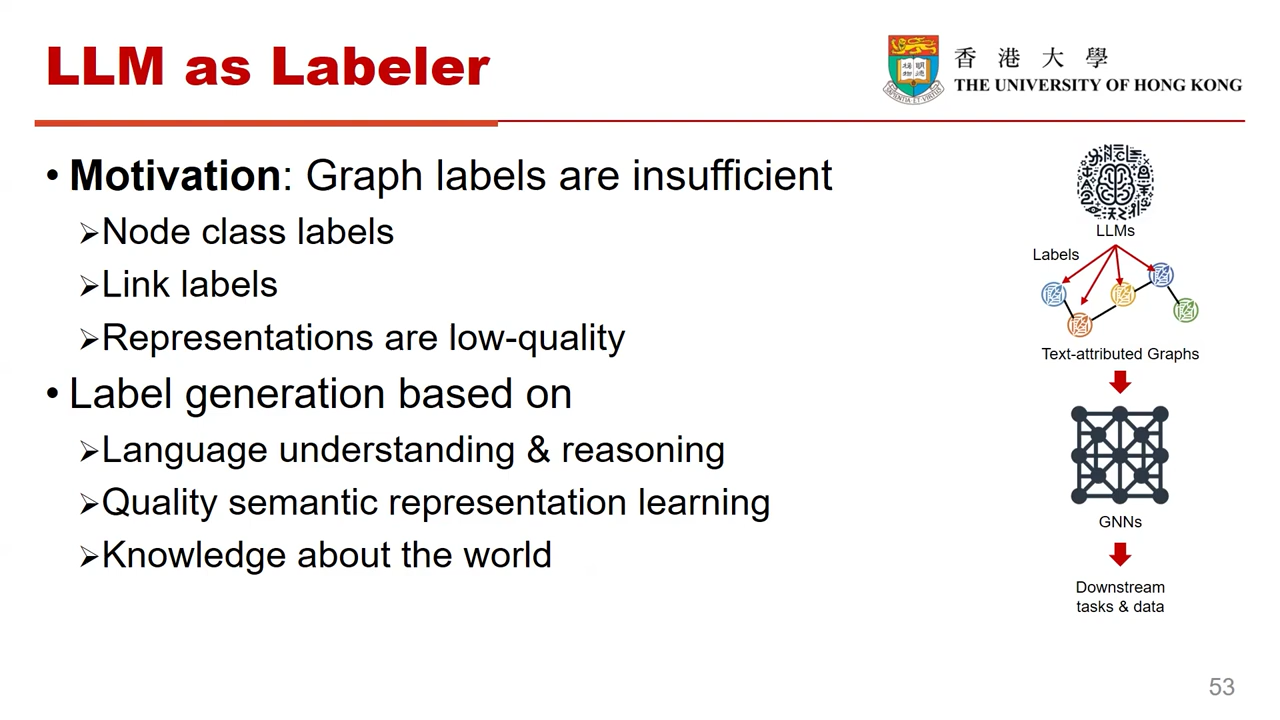 LLM as Labeler
香港大學
THE UNIVERSITY OF HONG KONG
• Motivation: Graph labels are insufficient
➢Node class labels
➢Link labels
➢Representations are low-quality
• Label generation based on
➢Language understanding & reasoning
➢Quality semantic representation learning
➢Knowledge about the world
LLMs
Labels
Text-attributed Graphs
GNNs
Downstream
tasks & data
53